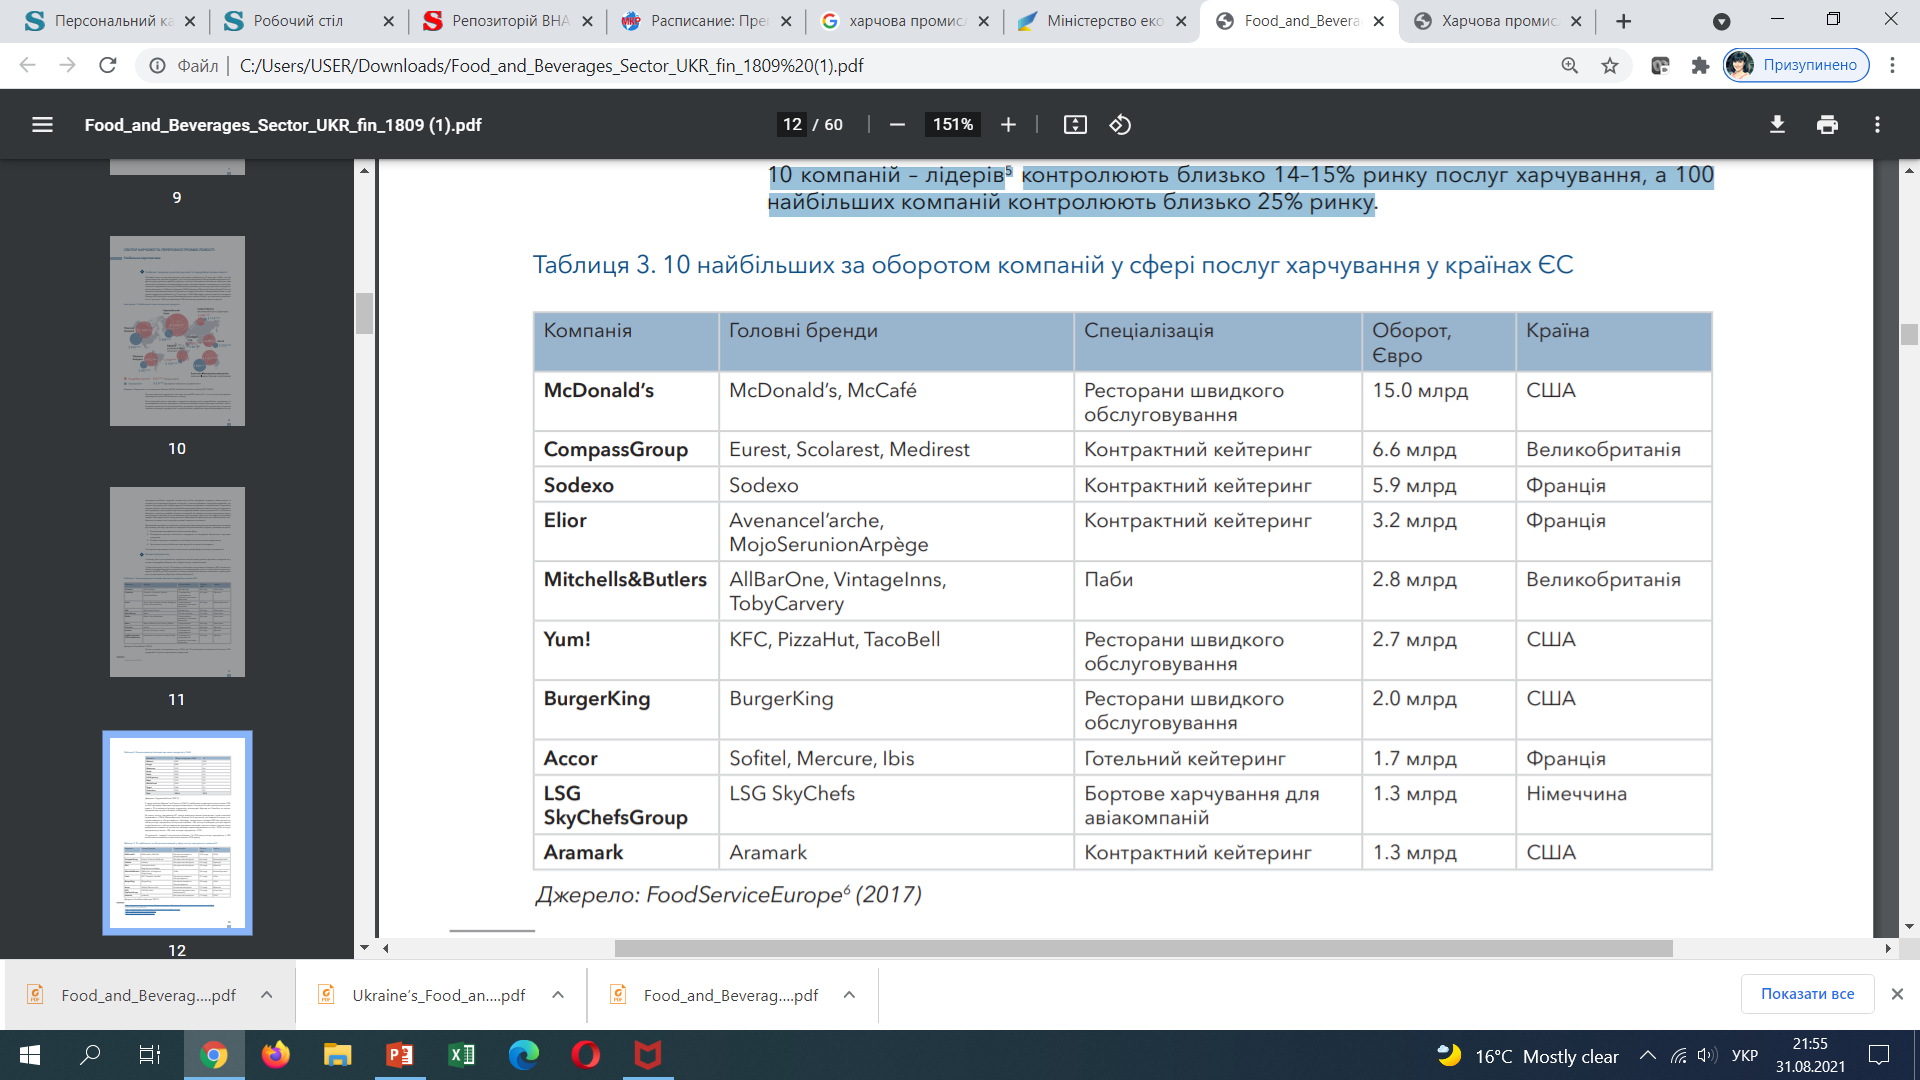 Персональний ка
Робочий стіл
Репозиторій ВНА
Расписание: Пре
харчова промис
Міністерство еко
Food_and_Bevera
Харчова промис
Файл
C:/Users/USER/Downloads/Food_and_Beverages_Sector_UKR_fin_1809%20(1).pdf
Призупинено
Food_and_Beverages_Sector_UKR_fin_1809 (1).pdf
12 / 60
151%
9
10
11
12
10 компаній – лідерів⁵ контролюють близько 14–15% ринку послуг харчування, а 100
найбільших компаній контролюють близько 25% ринку.
Таблиця 3. 10 найбільших за оборотом компаній у сфері послуг харчування у країнах ЄС
Компанія Головні бренди Спеціалізація Оборот, Країна
Євро
McDonald’s McDonald’s, McCafé Ресторани швидкого 15.0 млрд США
обслуговування
CompassGroup Eurest, Scolarest, Medirest Контрактний кейтеринг 6.6 млрд Великобританія
Sodexo Sodexo Контрактний кейтеринг 5.9 млрд Франція
Elior Avenancel’arche, Контрактний кейтеринг 3.2 млрд Франція
MojoSerunionArpège
Mitchells&Butlers AllBarOne, VintageInns, Паби 2.8 млрд Великобританія
TobyCarvery
Yum! KFC, PizzaHut, TacoBell Ресторани швидкого 2.7 млрд США
обслуговування
BurgerKing BurgerKing Ресторани швидкого 2.0 млрд США
обслуговування
Accor Sofitel, Mercure, Ibis Готельний кейтеринг 1.7 млрд Франція
LSG LSG SkyChefs Бортове харчування для 1.3 млрд Німеччина
SkyChefsGroup авіакомпаній
Aramark Aramark Контрактний кейтеринг 1.3 млрд США
Джерело: FoodServiceEurope⁶ (2017)
Food_and_Beverag....pdf
Ukraine’s_Food_an....pdf
Food_and_Beverag....pdf
Показати все
16°C Mostly clear
УКР
21:55
31.08.2021